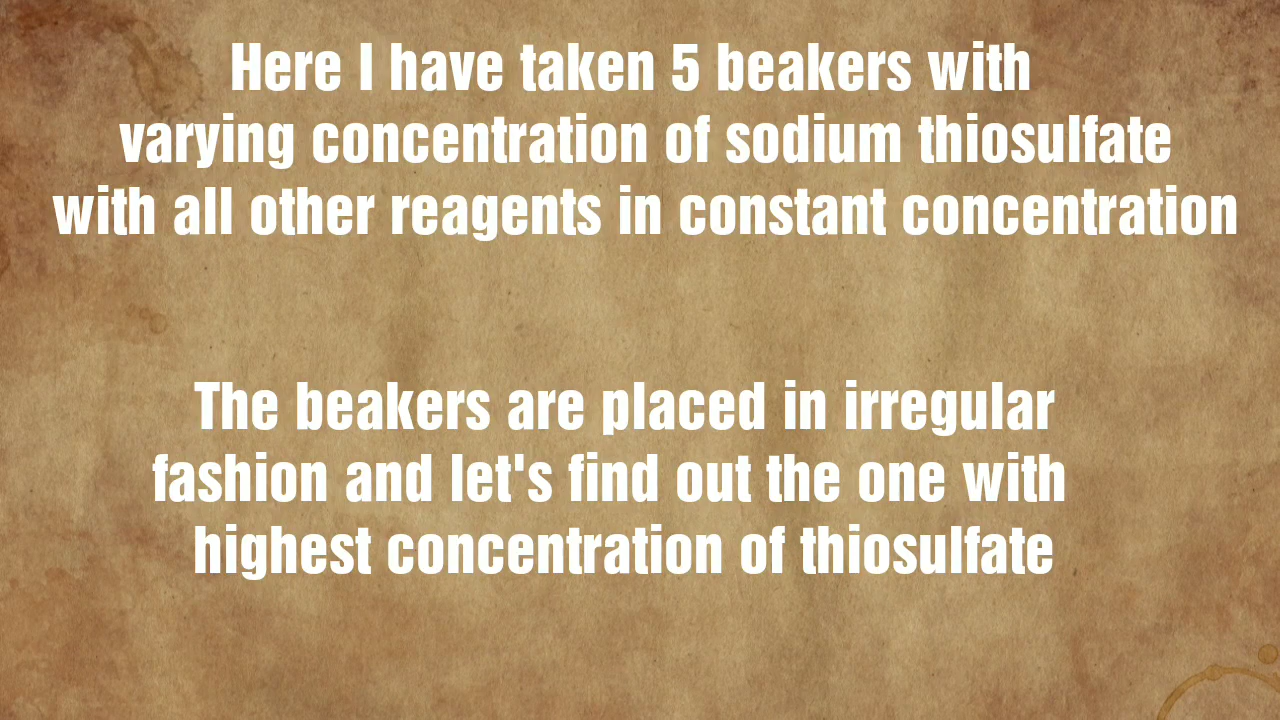 Here I have taken 5 beakers with
varying concentration of sodium thiosulfate
with all other reagents in constant concentration
The beakers are placed in irregular
fashion and let's find out the one with
highest concentration of thiosulfate